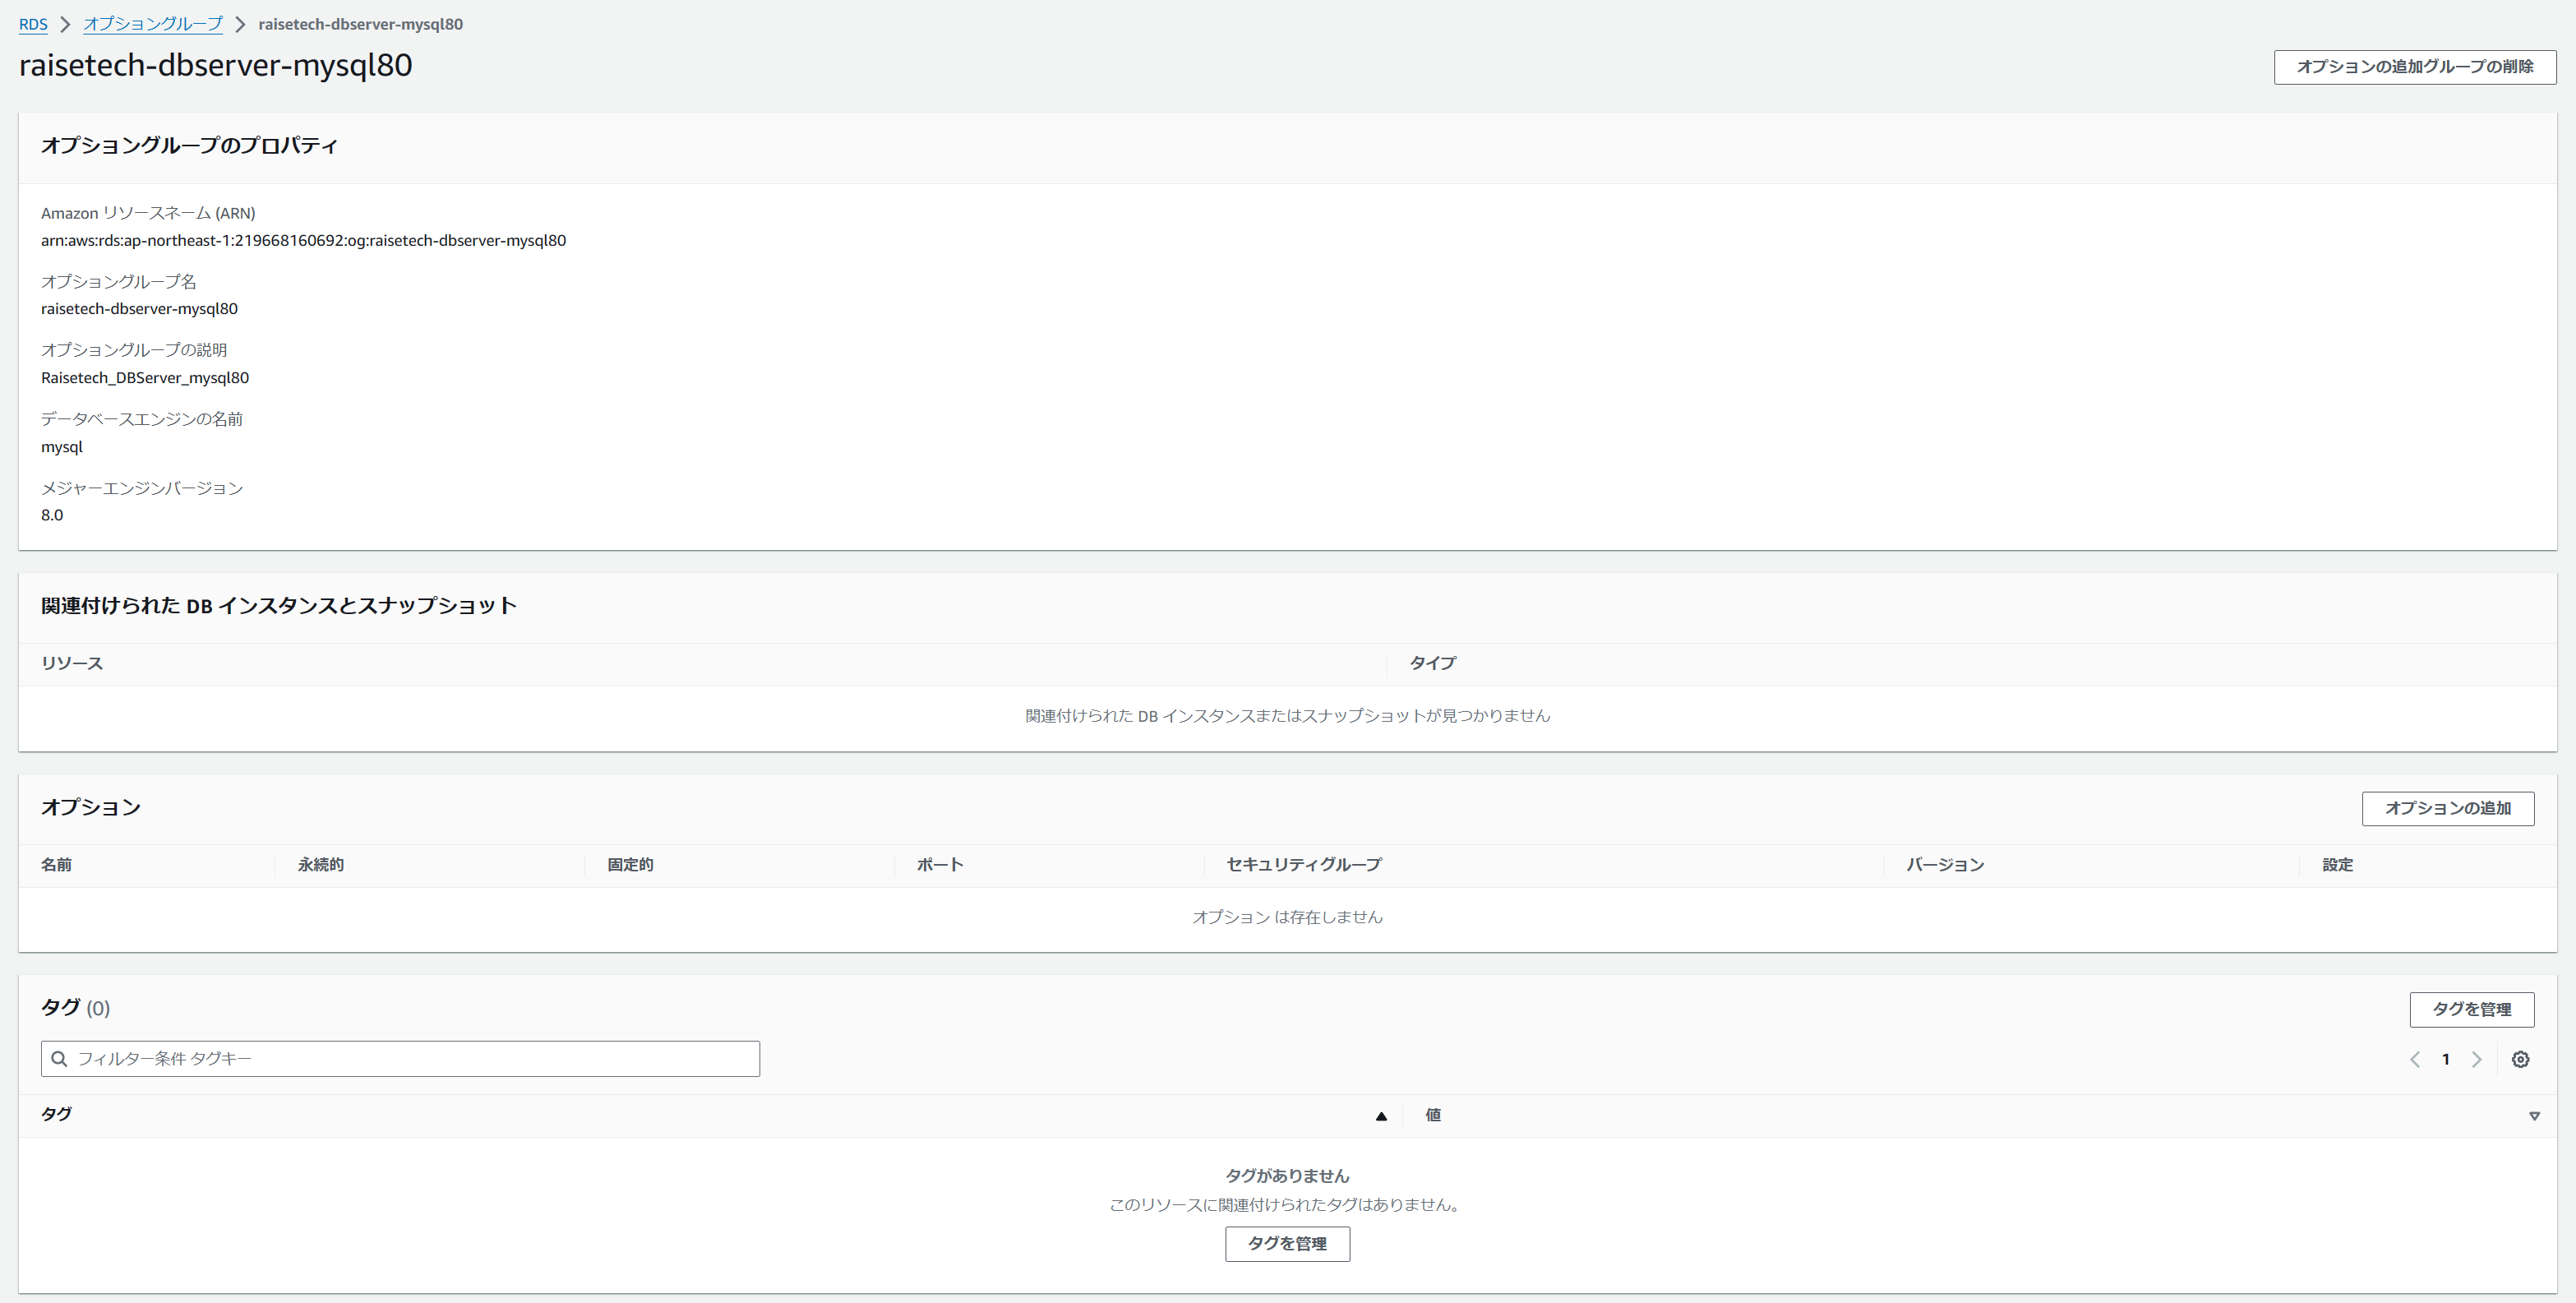 RDS > オプショングループ > raisetech-dbserver-mysql80
raisetech-dbserver-mysql80
オプションの追加グループの削除
オプショングループのプロパティ
Amazon リソースネーム (ARN)
arn:aws:rds:ap-northeast-1:219668160692:og:raisetech-dbserver-mysql80
オプショングループ名
raisetech-dbserver-mysql80
オプショングループの説明
Raisetech_DBServer_mysql80
データベースエンジンの名前
mysql
メジャーエンジンバージョン
8.0
関連付けられた DB インスタンスとスナップショット
リソース タイプ
関連付けられた DB インスタンスまたはスナップショットが見つかりません
オプション
オプションの追加
名前 永続的 固定的 ポート セキュリティグループ バージョン 設定
オプション は存在しません
タグ (0)
タグを管理
フィルター条件 タグキー
1
タグ 値
タグがありません
このリソースに関連付けられたタグはありません。
タグを管理